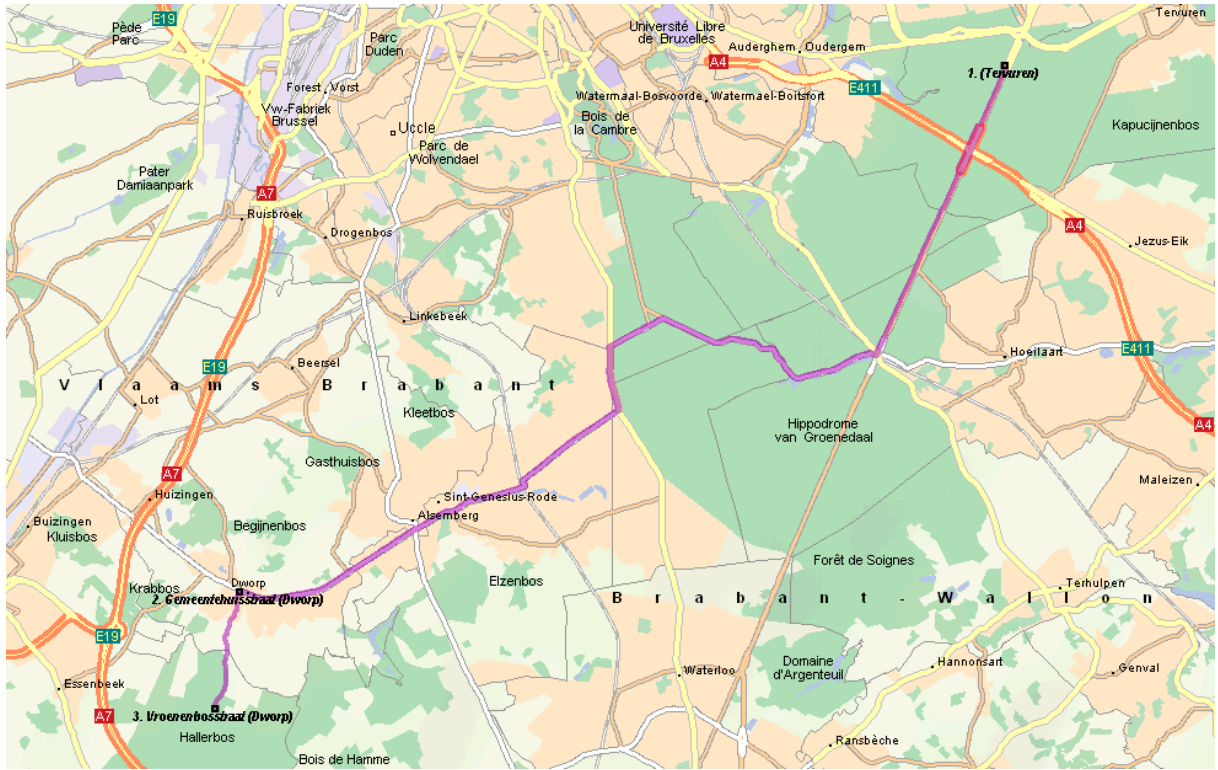 E19
Pède
Parc
Parc
Duden
Université Libre
de Bruxelles
Tervuren
Auderghem
Oudergem
A4
1. (Tervuren)
E411
Forest
Vorst
Watermaal-Bosvoorde
Watermael-Boitsfort
Vw-Fabriek
Brussel
Bois de
la Cambre
Uccle
Kapucijnenbos
Parc de
Wolvendael
Pater
Damiaanpark
A7
Ruisbroek
Drogenbos
A4
Jezus-Eik
Linkebeek
E411
Hoeilaart
E19
Beersel
Vlaams Brabant
Lot
Kleetbos
Hippodrome
van Groenedaal
A4
Gasthuisbos
A7
Maleizen
Huizingen
Sint-Genesius-Rode
Alsemberg
Buizingen
Kluisbos
Begijnenbos
Forêt de Soignes
Krabbos
Dworp
Elzenbos
Terhulpen
2. Gemeentehuisstraat (Dworp)
Brabant-Wallon
E19
Domaine
d'Argenteuil
Hannonsart
Genval
Waterloo
Essenbeek
A7
3. Vroenenbosstraat (Dworp)
Hallerbos
Ransbèche
Bois de Hamme